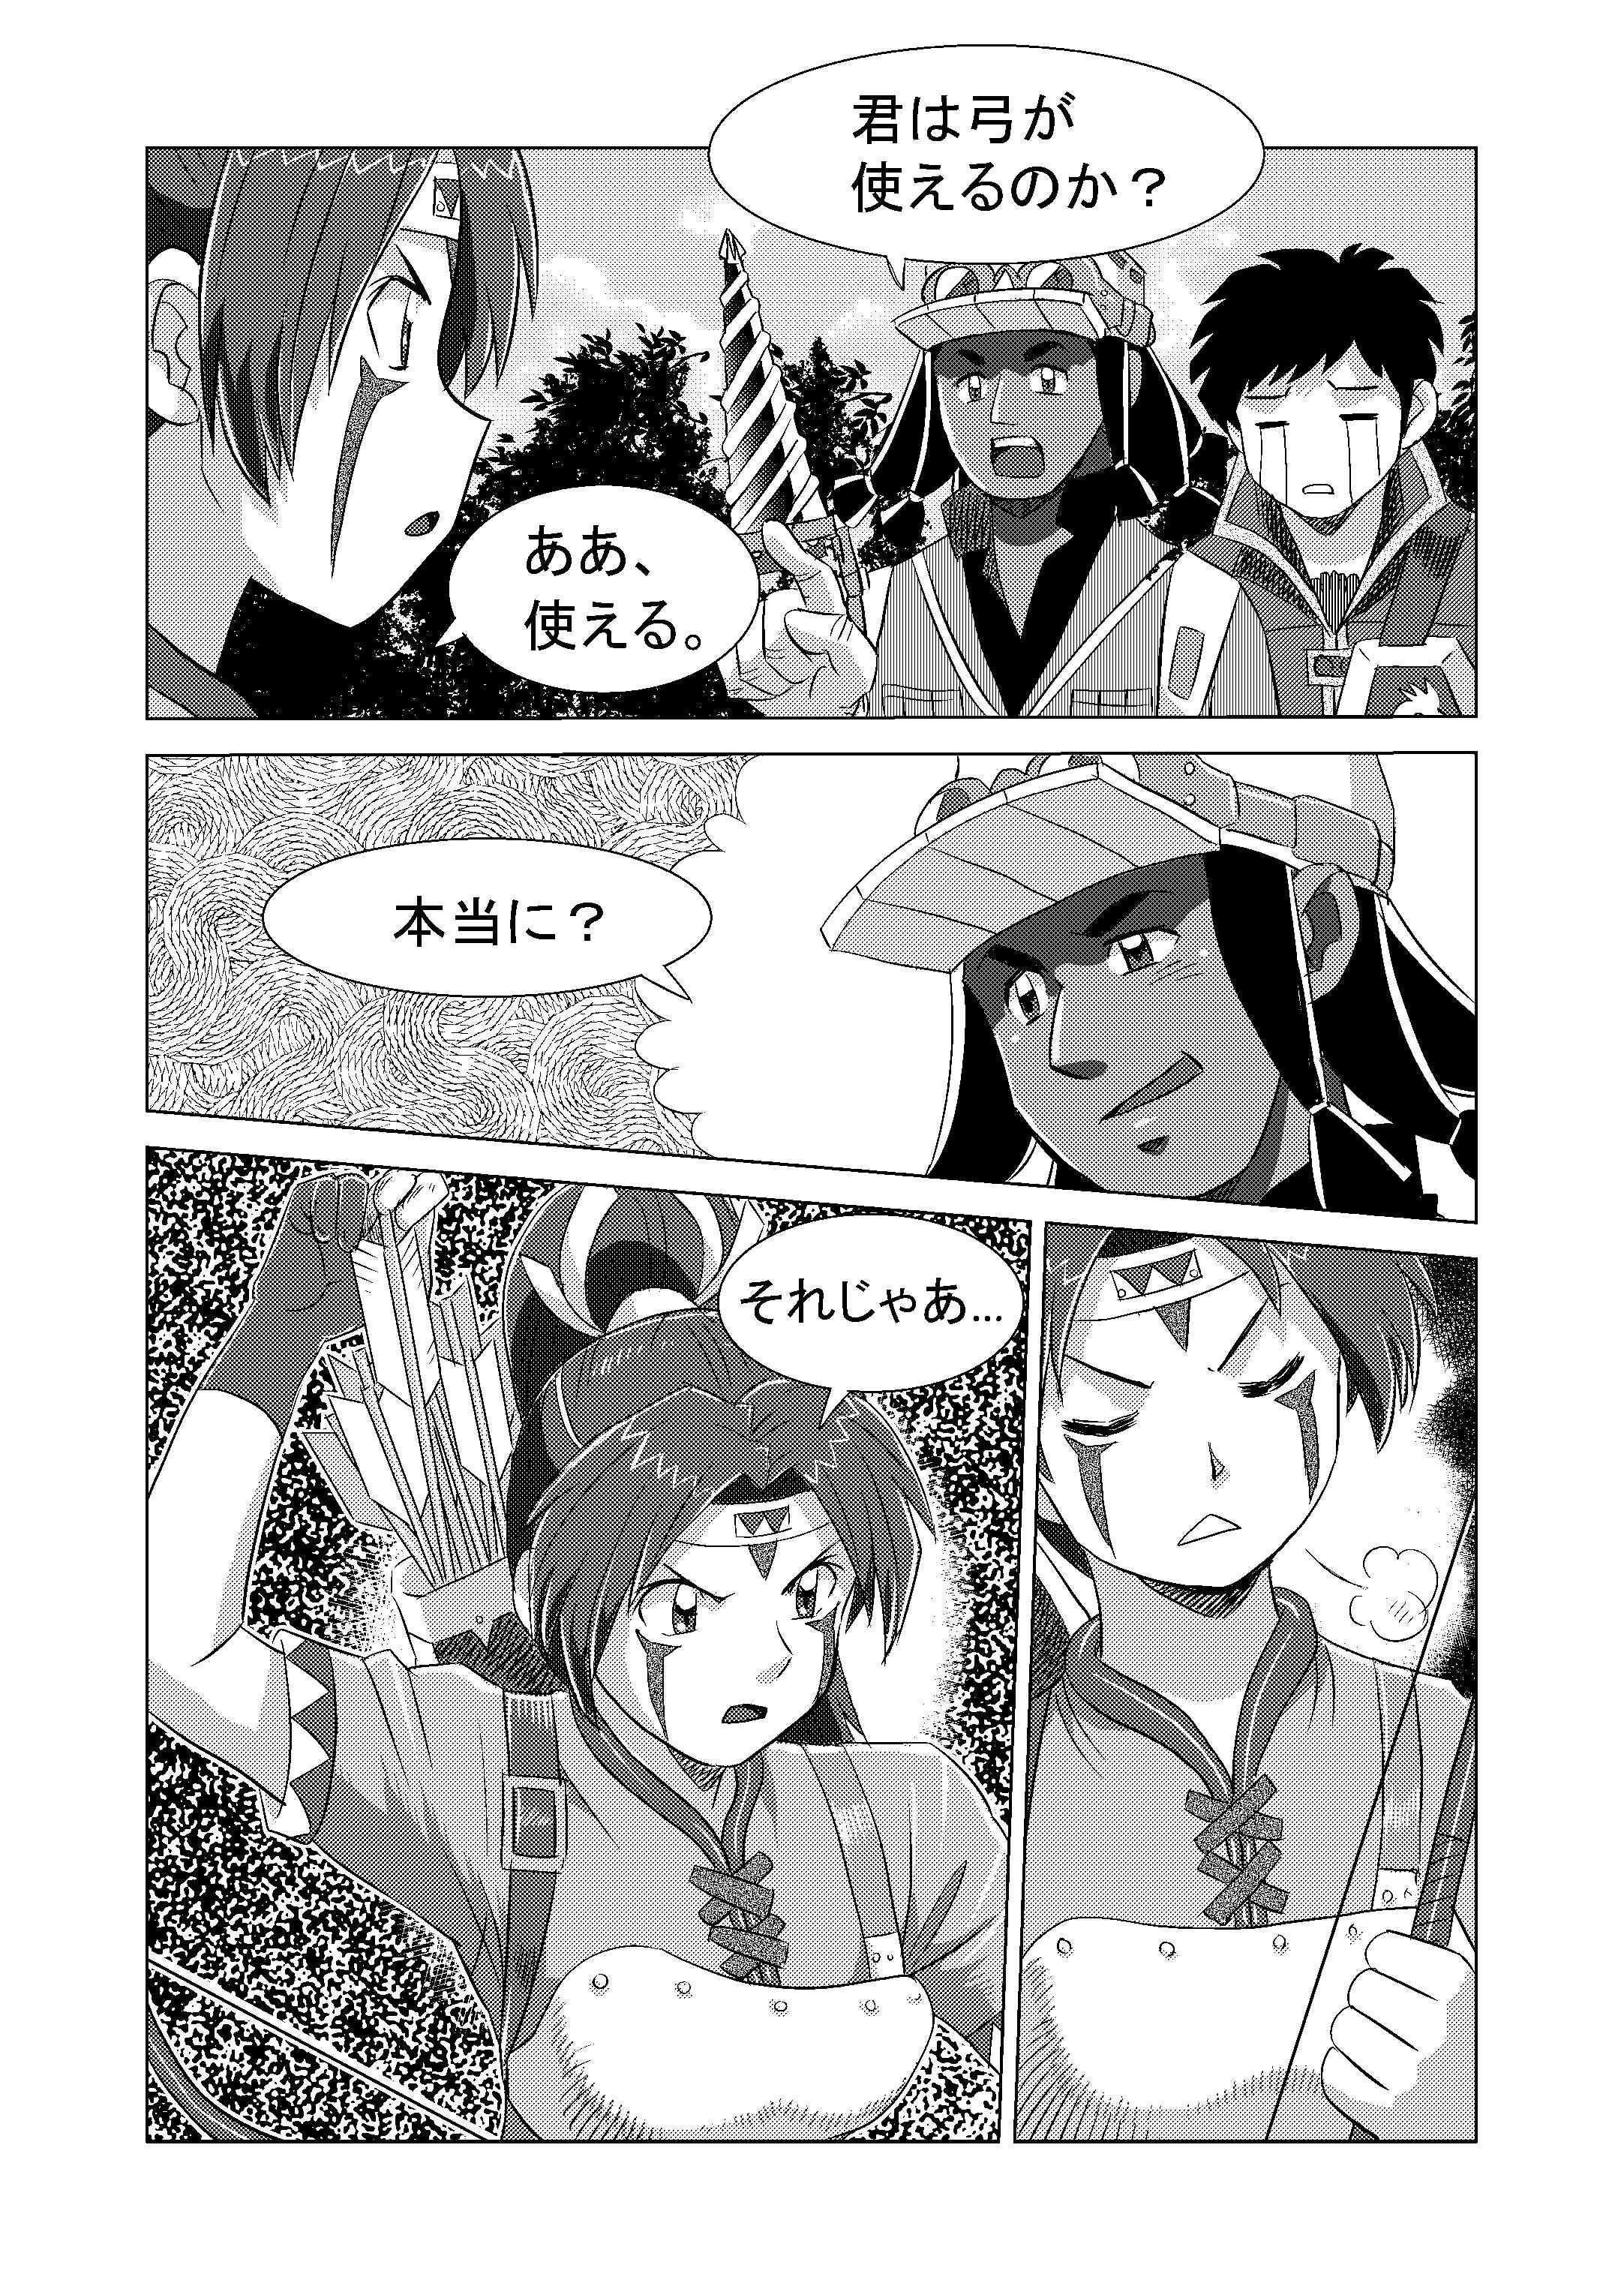 君は弓が
使えるのか？
ああ、
使える。
本当に？
それじゃあ…